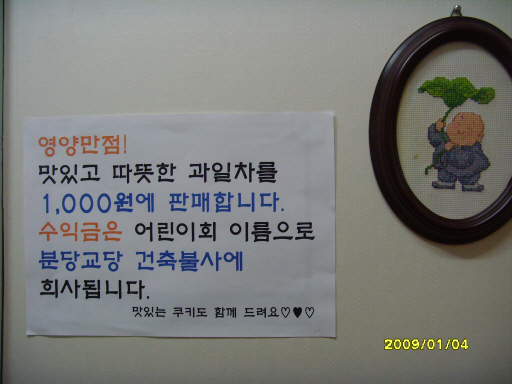 영양만점!
맛있고 따뜻한 과일차를
1,000원에 판매합니다.
수익금은 어린이회 이름으로
분당교당 건축불사에
희사됩니다.
맛있는 쿠키도 함께 드려요♡♥♡
2009/01/04